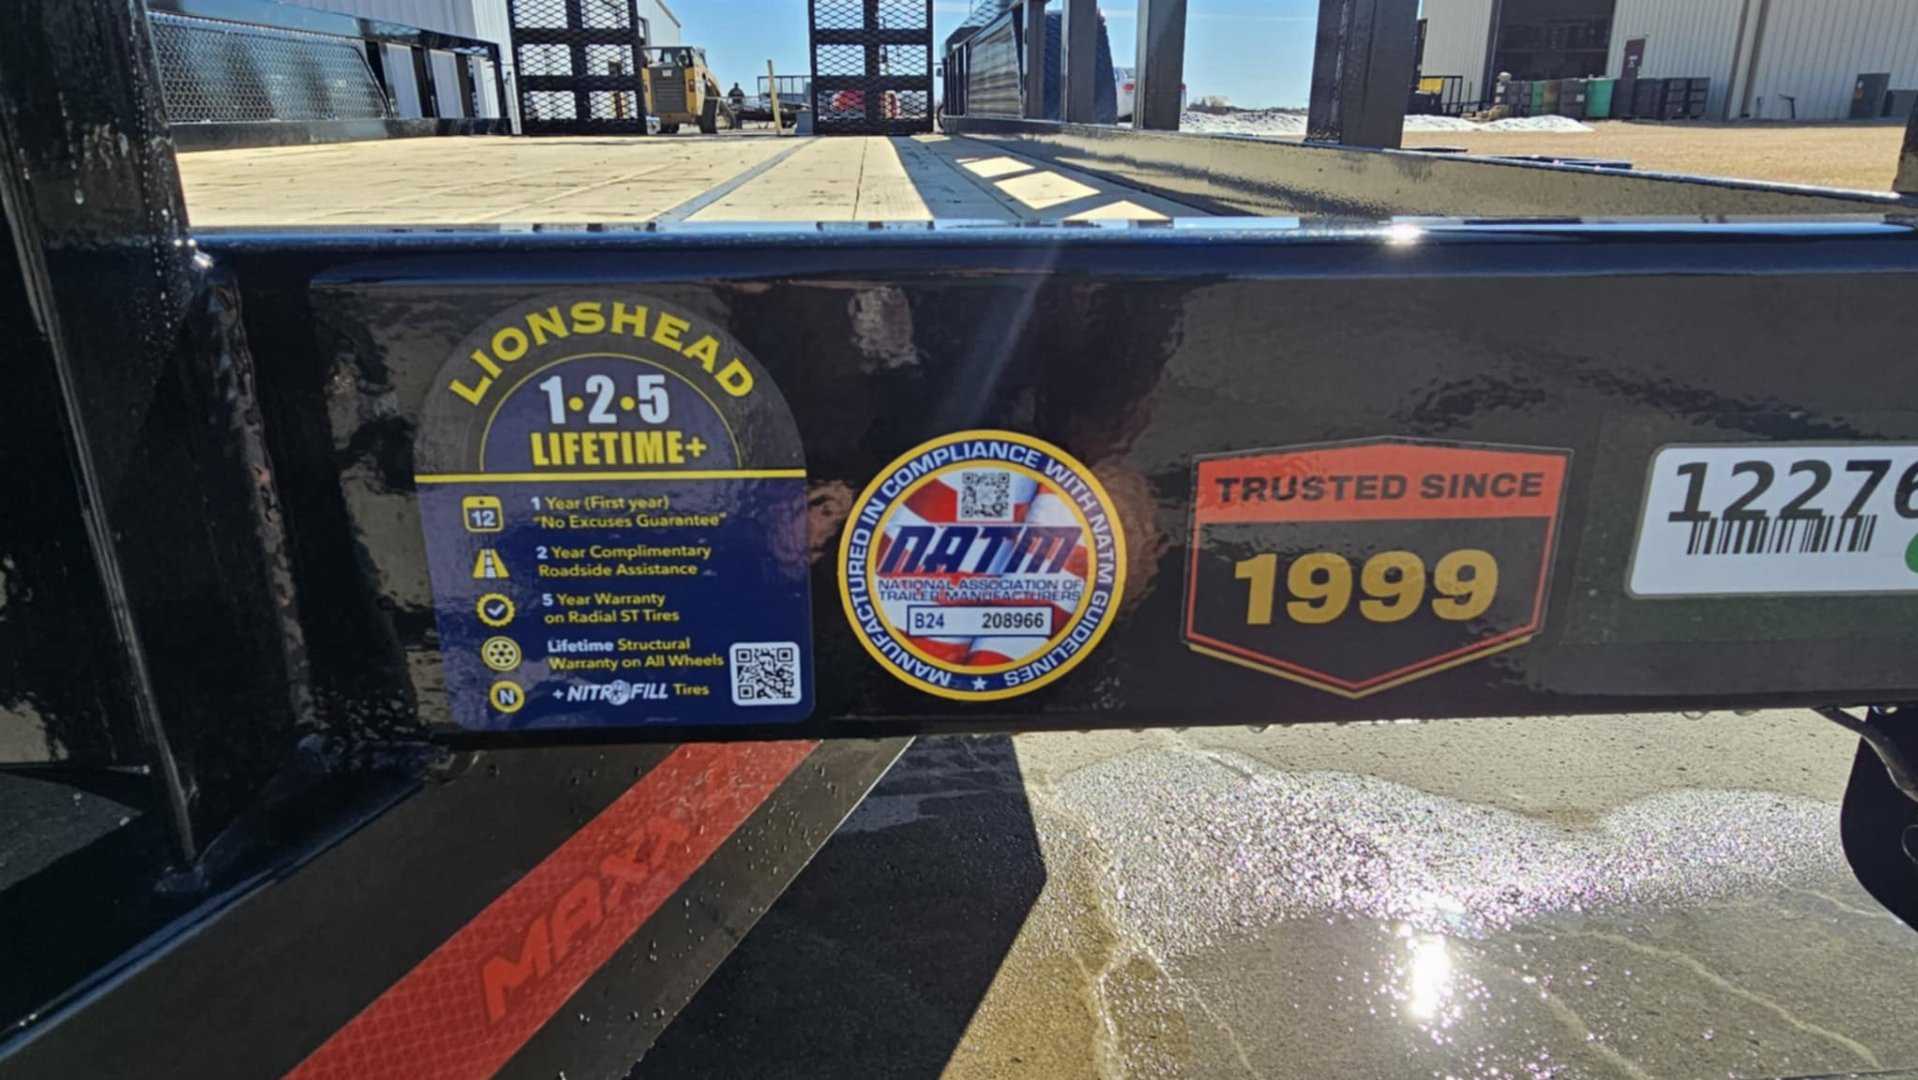 LIONSHEAD
1•2•5
LIFETIME+
12
1 Year (First year)
"No Excuses Guarantee"
2 Year Complimentary
Roadside Assistance
5 Year Warranty
on Radial ST Tires
Lifetime Structural
Warranty on All Wheels
N
+ NITROFILL Tires
MANUFACTURED IN COMPLIANCE WITH NATM GUIDELINES
NATM
NATIONAL ASSOCIATION OF
TRAILER MANUFACTURERS
B24 208966
TRUSTED SINCE
1999
12276
MAXX